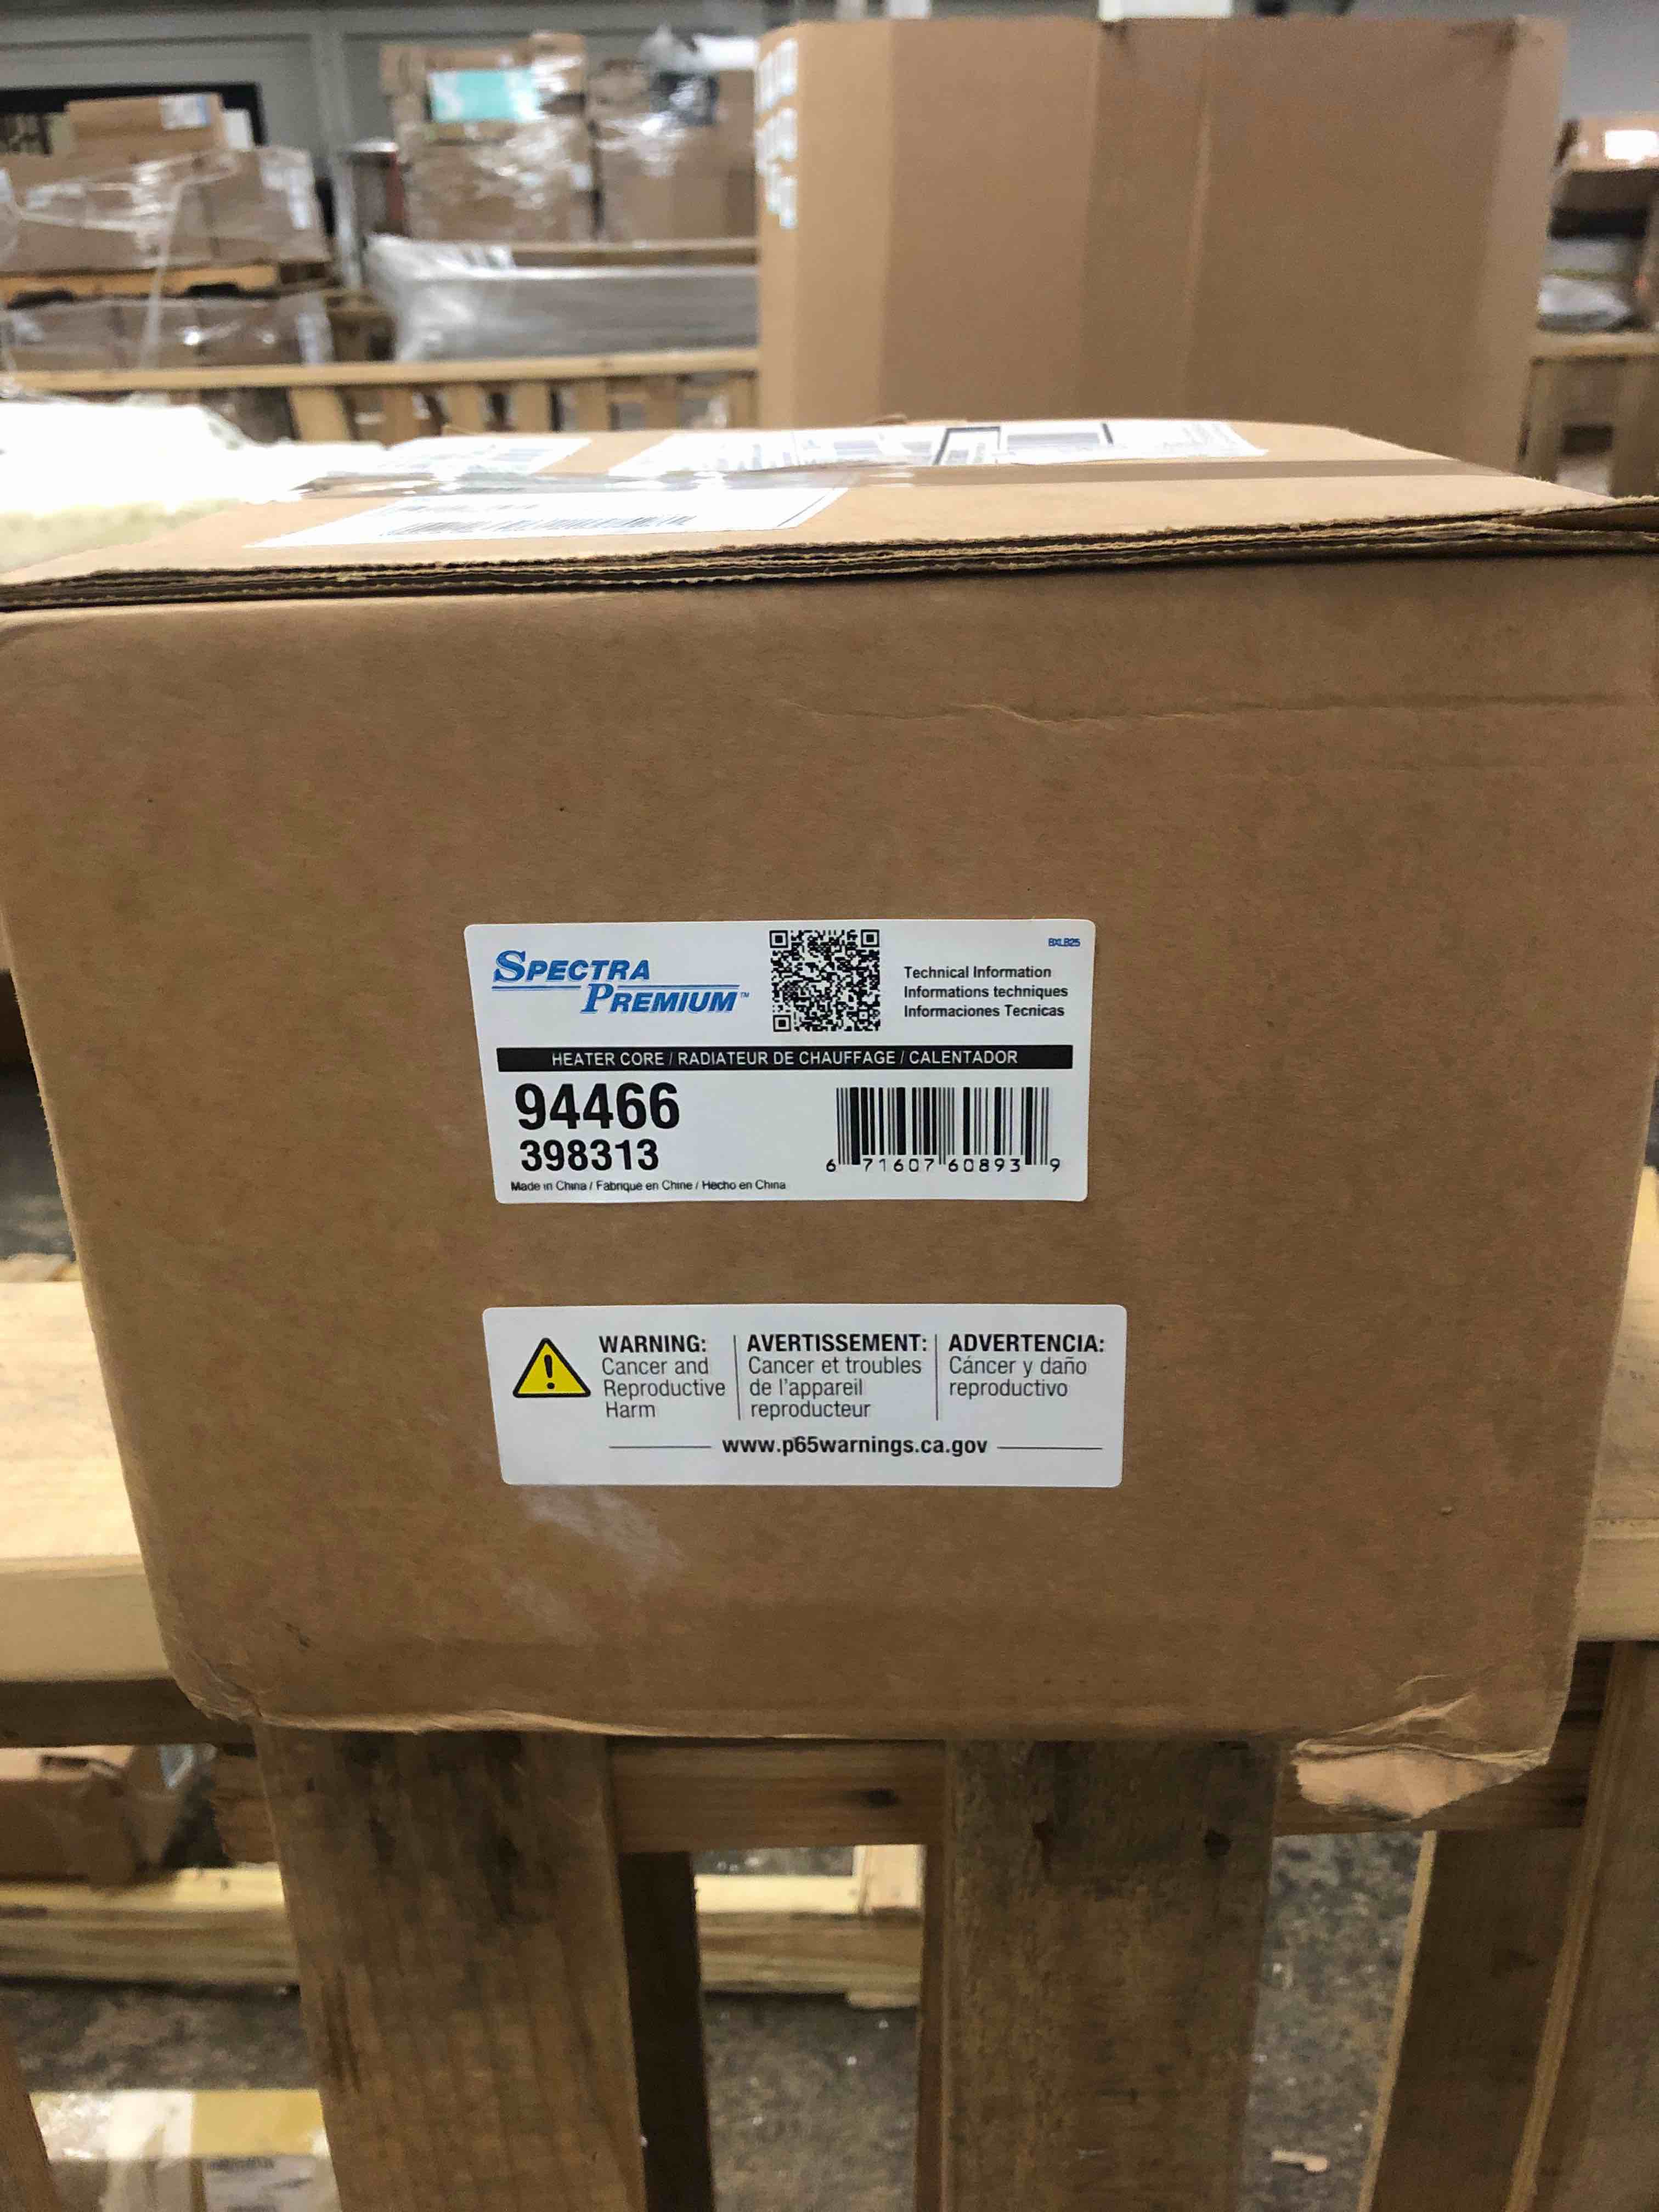 SPECTRA
PREMIUM™
BXLB25
Technical Information
Informations techniques
Informaciones Tecnicas
HEATER CORE / RADIATEUR DE CHAUFFAGE / CALENTADOR
94466
398313
6 71607 60893 9
Made in China / Fabrique en Chine / Hecho en China
WARNING:
Cancer and
Reproductive
Harm
AVERTISSEMENT:
Cancer et troubles
de l'appareil
reproducteur
ADVERTENCIA:
Cáncer y daño
reproductivo
www.p65warnings.ca.gov